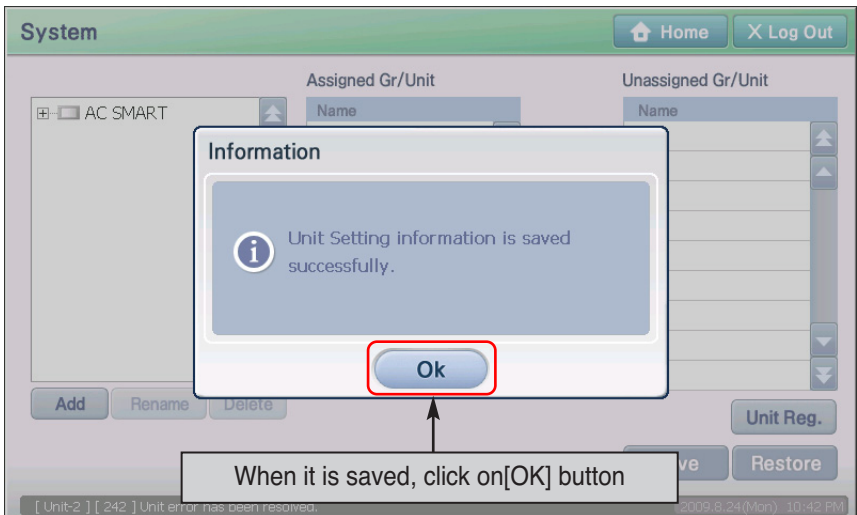 System
Home
X Log Out
Assigned Gr/Unit
Unassigned Gr/Unit
AC SMART
Name
Name
Information
Unit Setting information is saved
successfully.
Ok
Add
Rename
Delete
Unit Reg.
When it is saved, click on[OK] button
Restore
[ Unit-2 ] [ 242 ] Unit error has been resolved.
2009.8.24(Mon) 10:42 PM